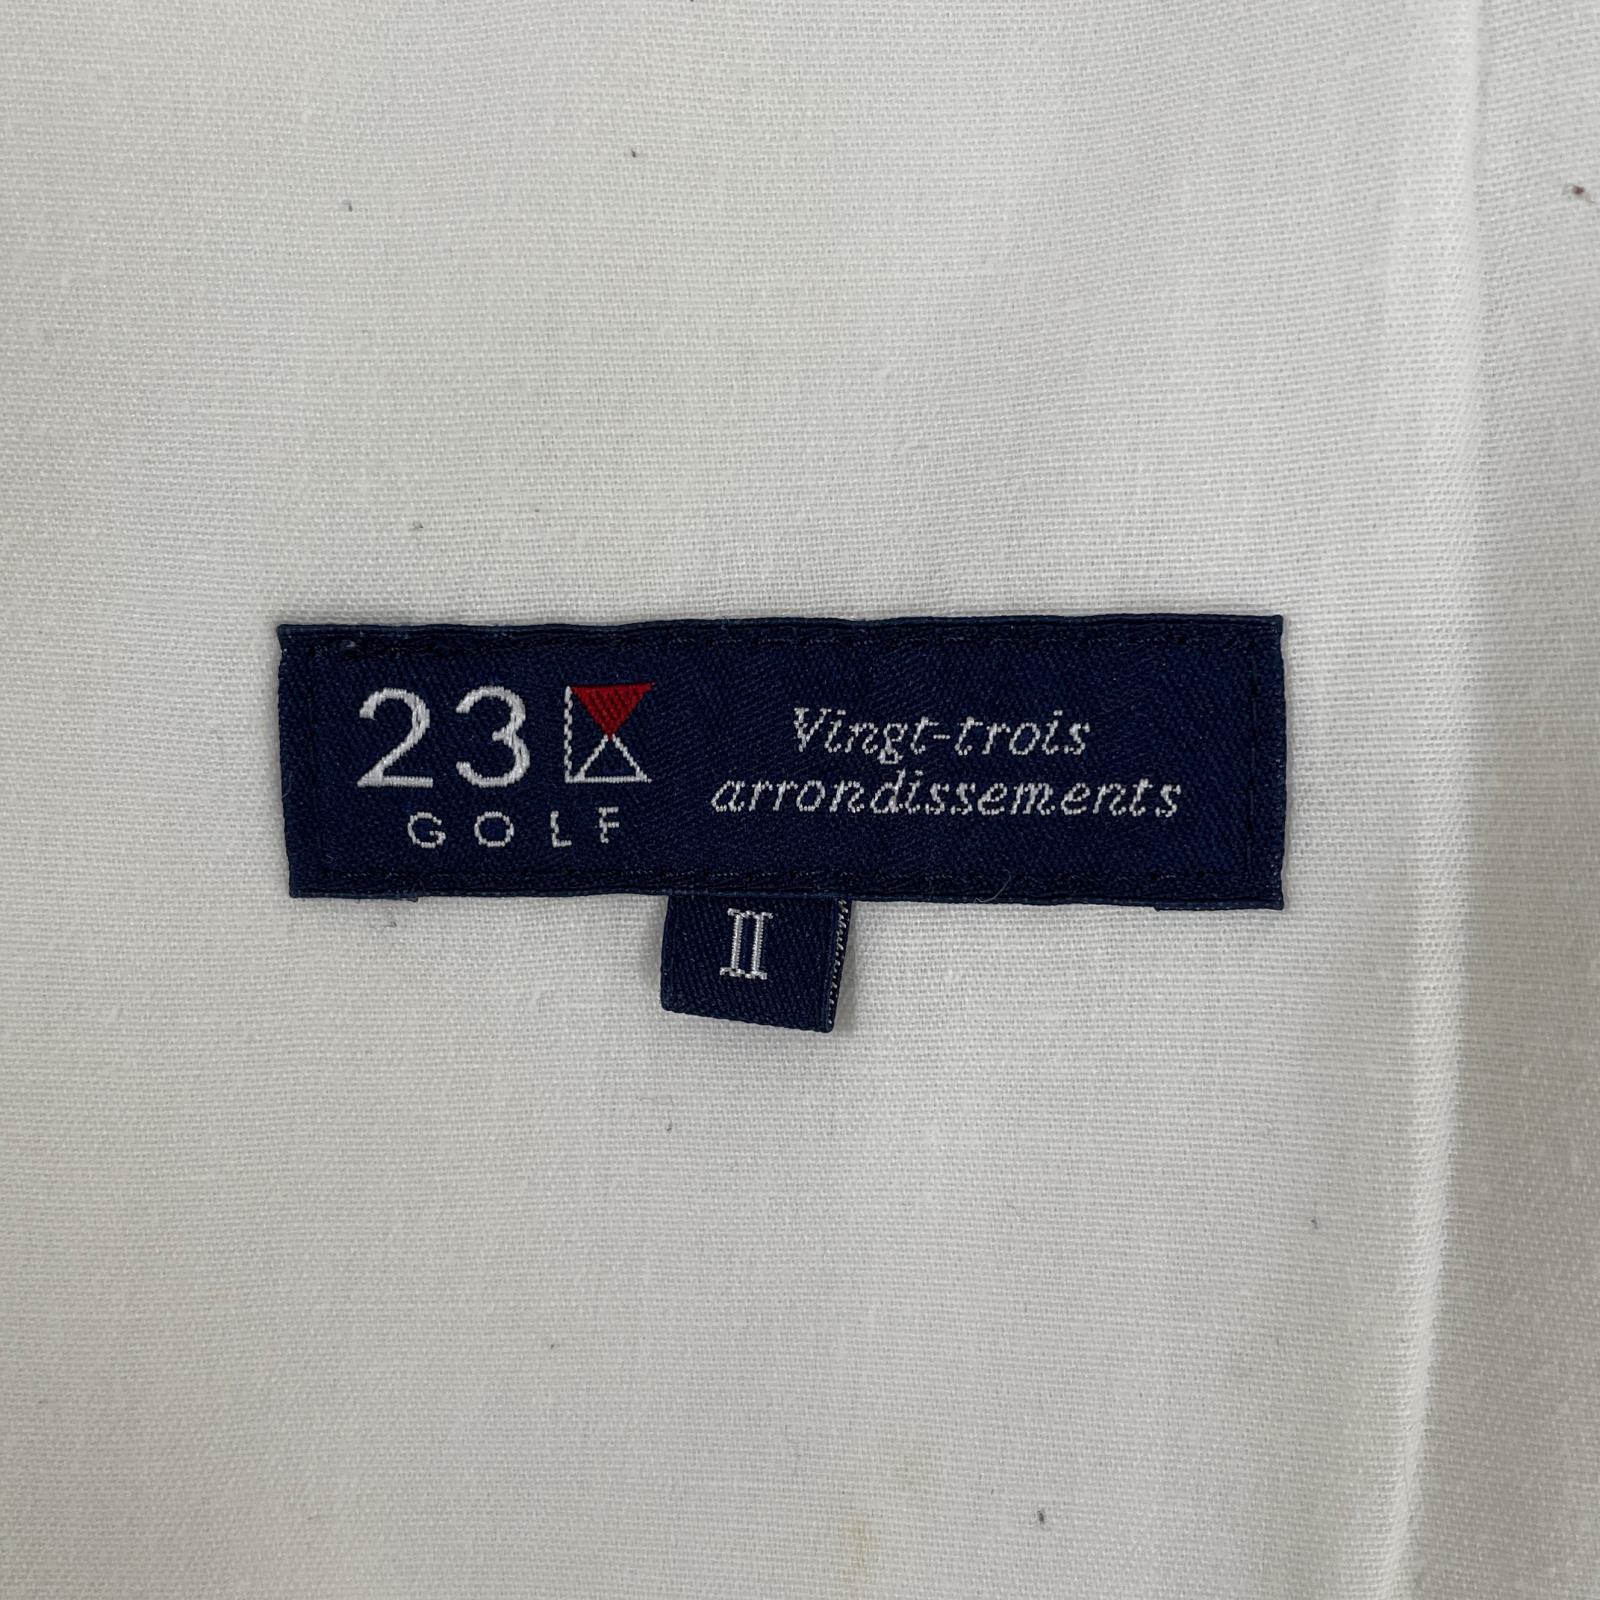 23
GOLF
Vingt-trois
arrondissements
II